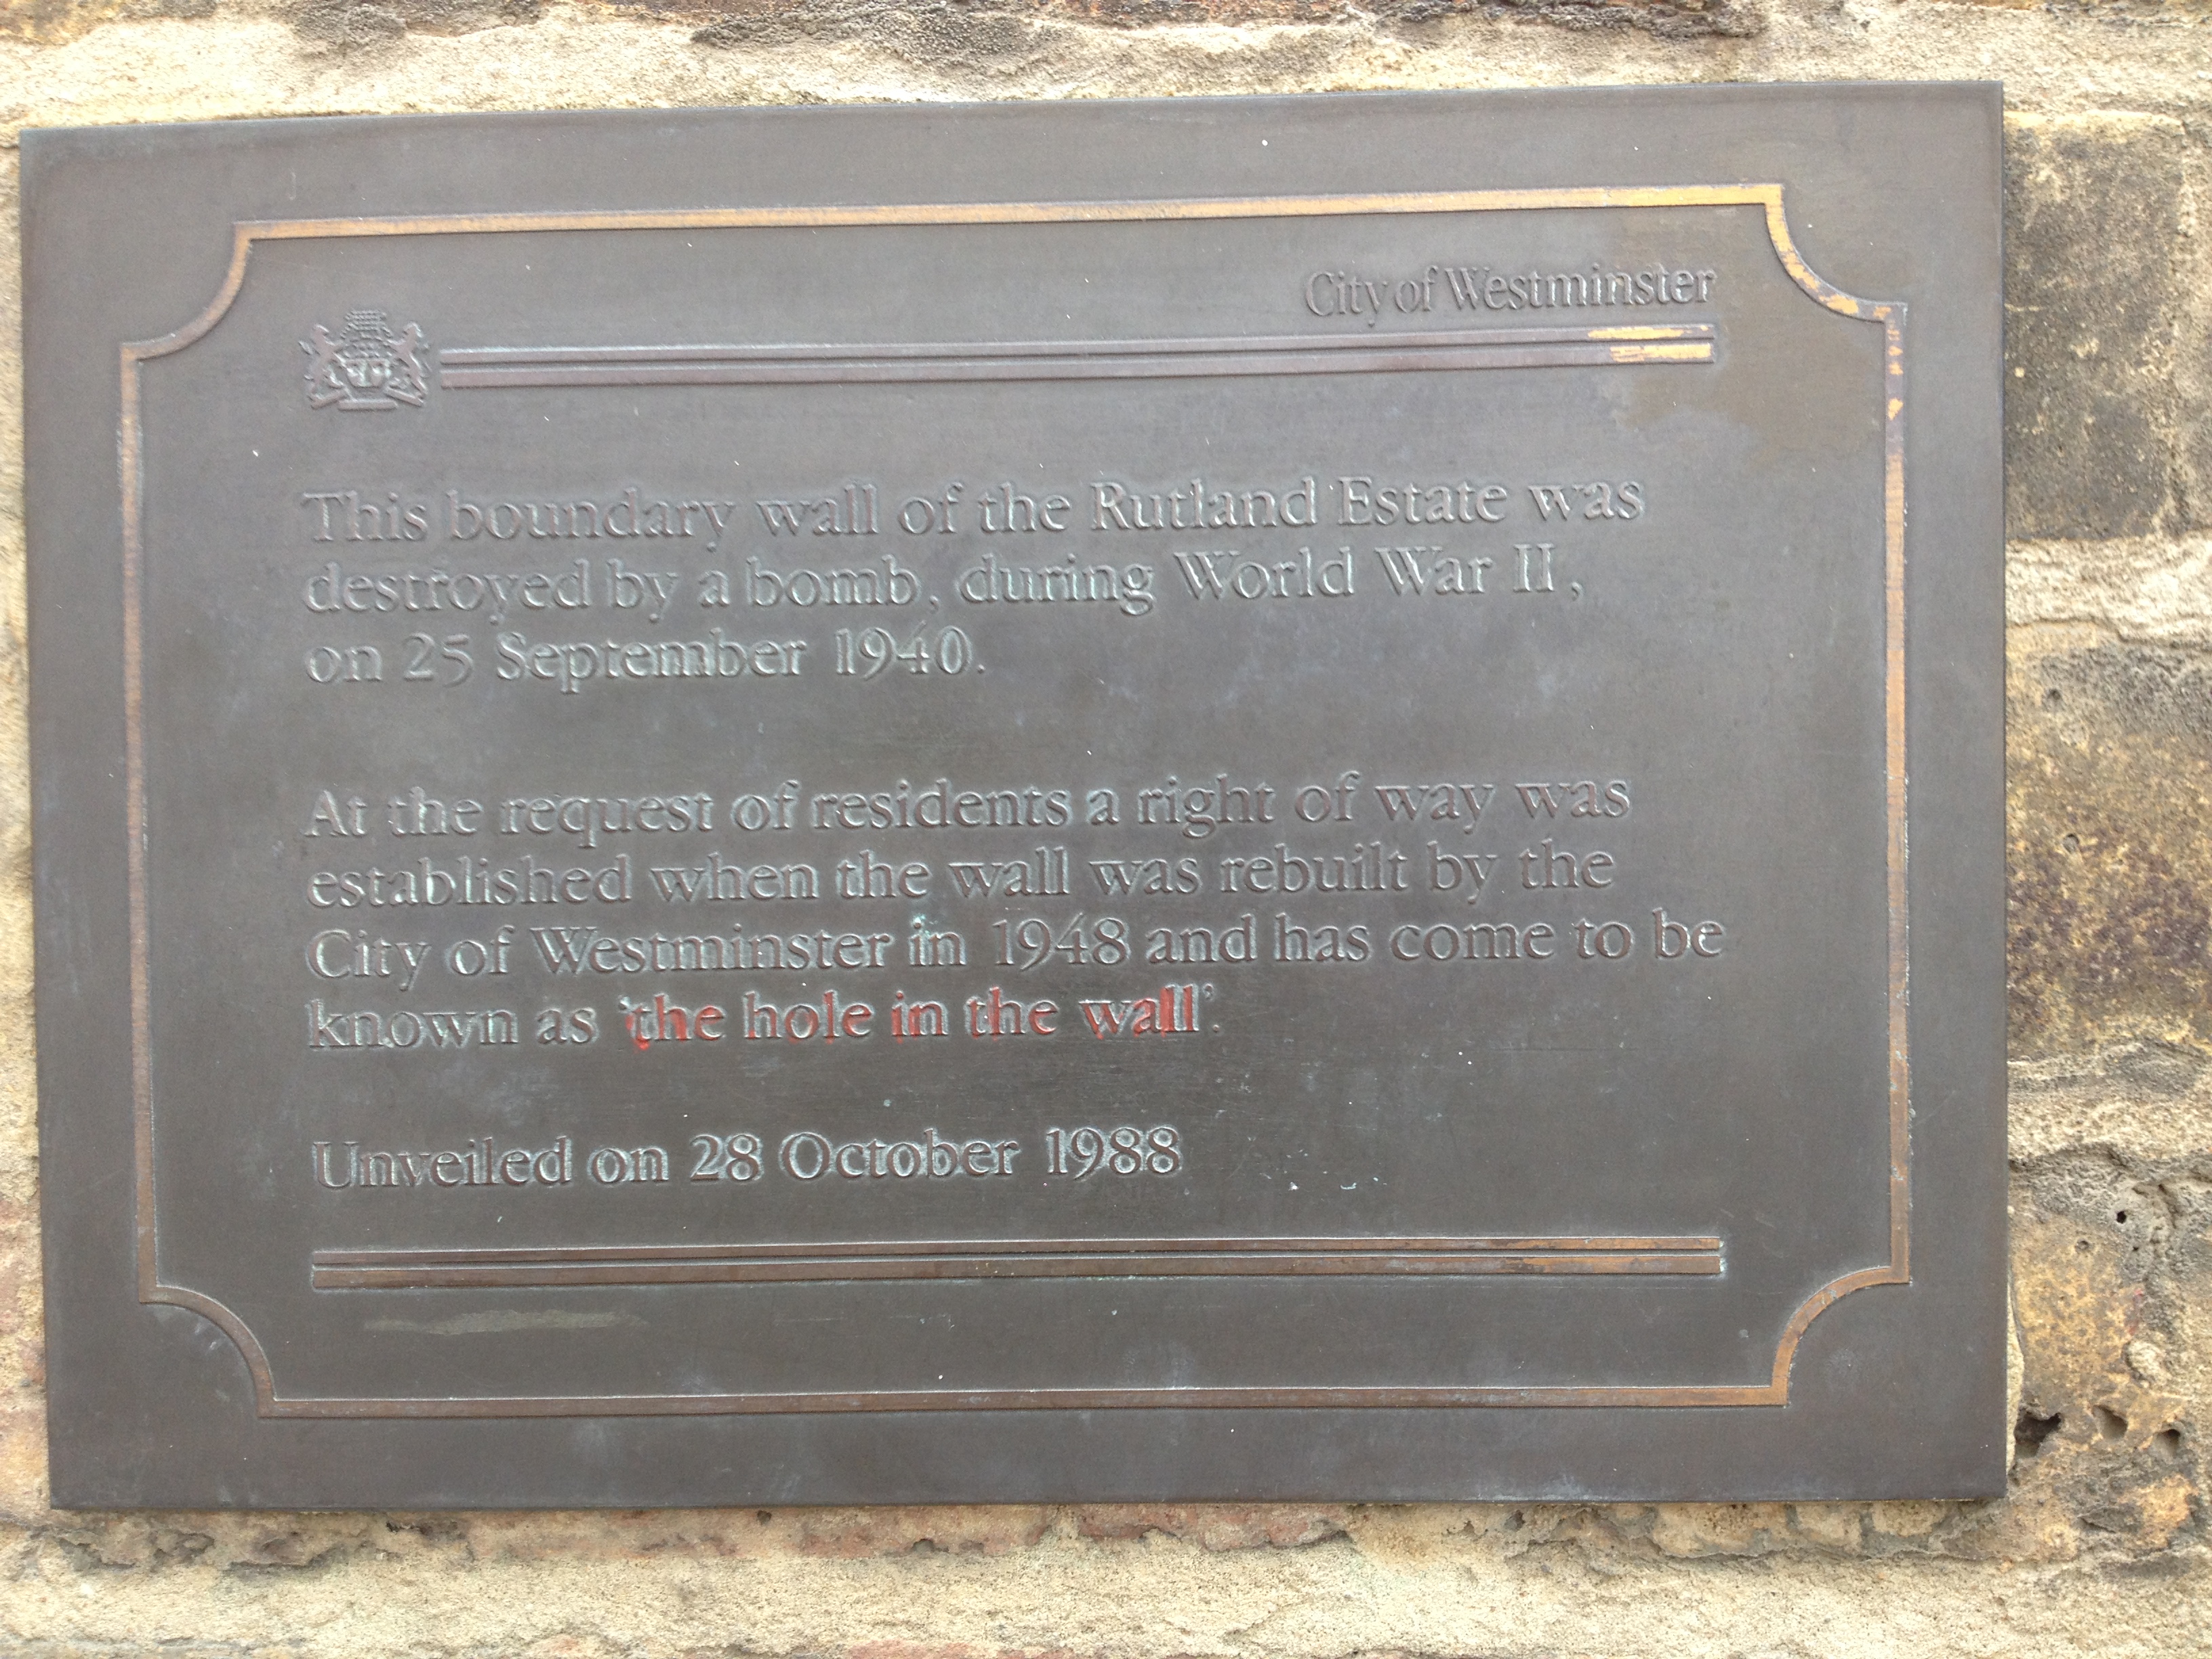 City of Westminster
This boundary wall of the Rutland Estate was
destroyed by a bomb, during World War II,
on 25 September 1940.
At the request of residents a right of way was
established when the wall was rebuilt by the
City of Westminster in 1948 and has come to be
known as 'the hole in the wall'.
Unveiled on 28 October 1988